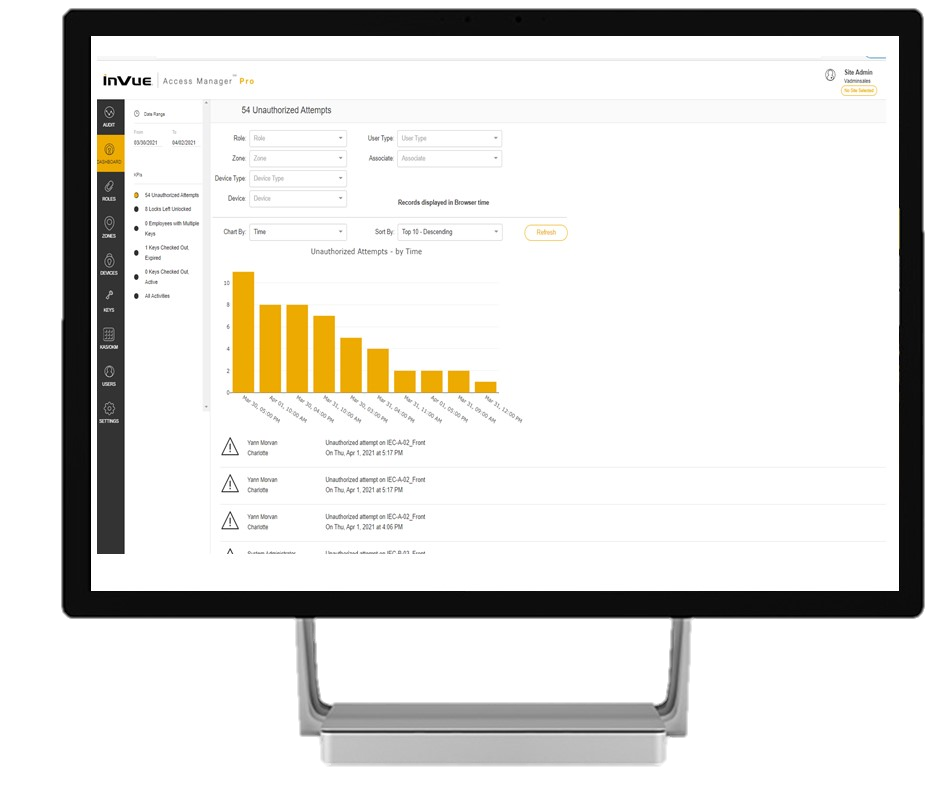 InVue Access Manager™ Pro
Site Admin
Vadminsales
No Site Selected
AUDIT
DASHBOARD
ROLES
ZONES
DEVICES
KEYS
KAS/OKM
USERS
SETTINGS
Date Range
From To
03/30/2021 04/02/2021
KPIs
54 Unauthorized Attempts
8 Locks Left Unlocked
0 Employees with Multiple
Keys
1 Keys Checked Out,
Expired
0 Keys Checked Out,
Active
All Activities
54 Unauthorized Attempts
Role: Role User Type: User Type
Zone: Zone Associate: Associate
Device Type: Device Type
Device: Device
Records displayed in Browser time
Chart By: Time Sort By: Top 10 - Descending Refresh
Unauthorized Attempts - by Time
10
8
6
4
2
0
Mar 30, 05:00 PM
Apr 01, 10:00 AM
Mar 30, 04:00 PM
Mar 31, 10:00 AM
Mar 30, 03:00 PM
Mar 31, 04:00 PM
Mar 31, 11:00 AM
Apr 01, 05:00 PM
Mar 31, 09:00 AM
Mar 31, 12:00 PM
Yann Morvan Unauthorized attempt on IEC-A-02_Front
Charlotte On Thu, Apr 1, 2021 at 5:17 PM
Yann Morvan Unauthorized attempt on IEC-A-02_Front
Charlotte On Thu, Apr 1, 2021 at 5:17 PM
Yann Morvan Unauthorized attempt on IEC-A-02_Front
Charlotte On Thu, Apr 1, 2021 at 4:06 PM
System Administrator Unauthorized attempt on